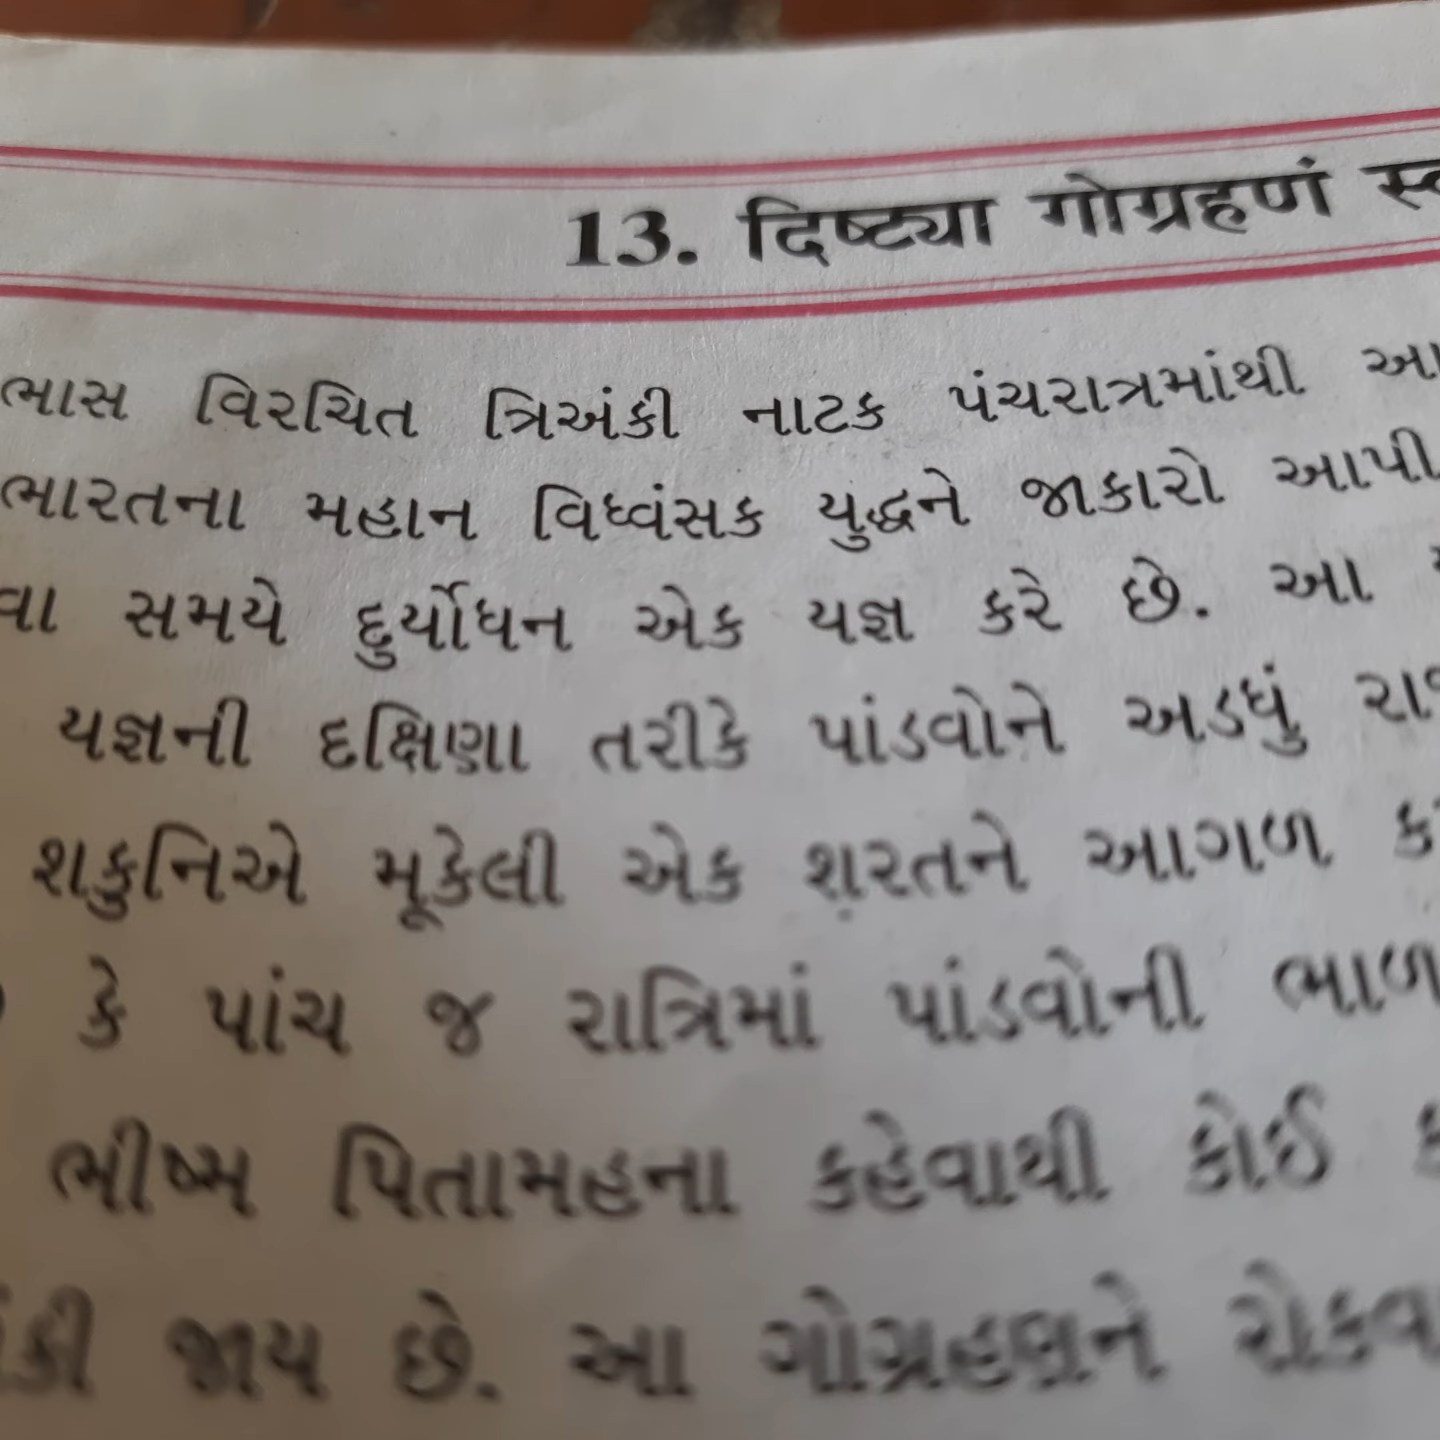 13. दिष्ट्या गोग्रहणं
ભાસ વિરચિત ત્રિઅંકી નાટક પંચરાત્રમાંથી આ
ભારતના મહાન વિધ્વંસક યુદ્ધને જાકારો આપી
વા સમયે દુર્યોધન એક યજ્ઞ કરે છે. આ
યજ્ઞની દક્ષિણા તરીકે પાંડવોને અડધું
શકુનિએ મૂકેલી એક શરતને આગળ
કે પાંચ જ રાત્રિમાં પાંડવોની ભાળ
ભીષ્મ પિતામહના કહેવાથી કોઈ
જાય છે. આ ગોગ્રહણને